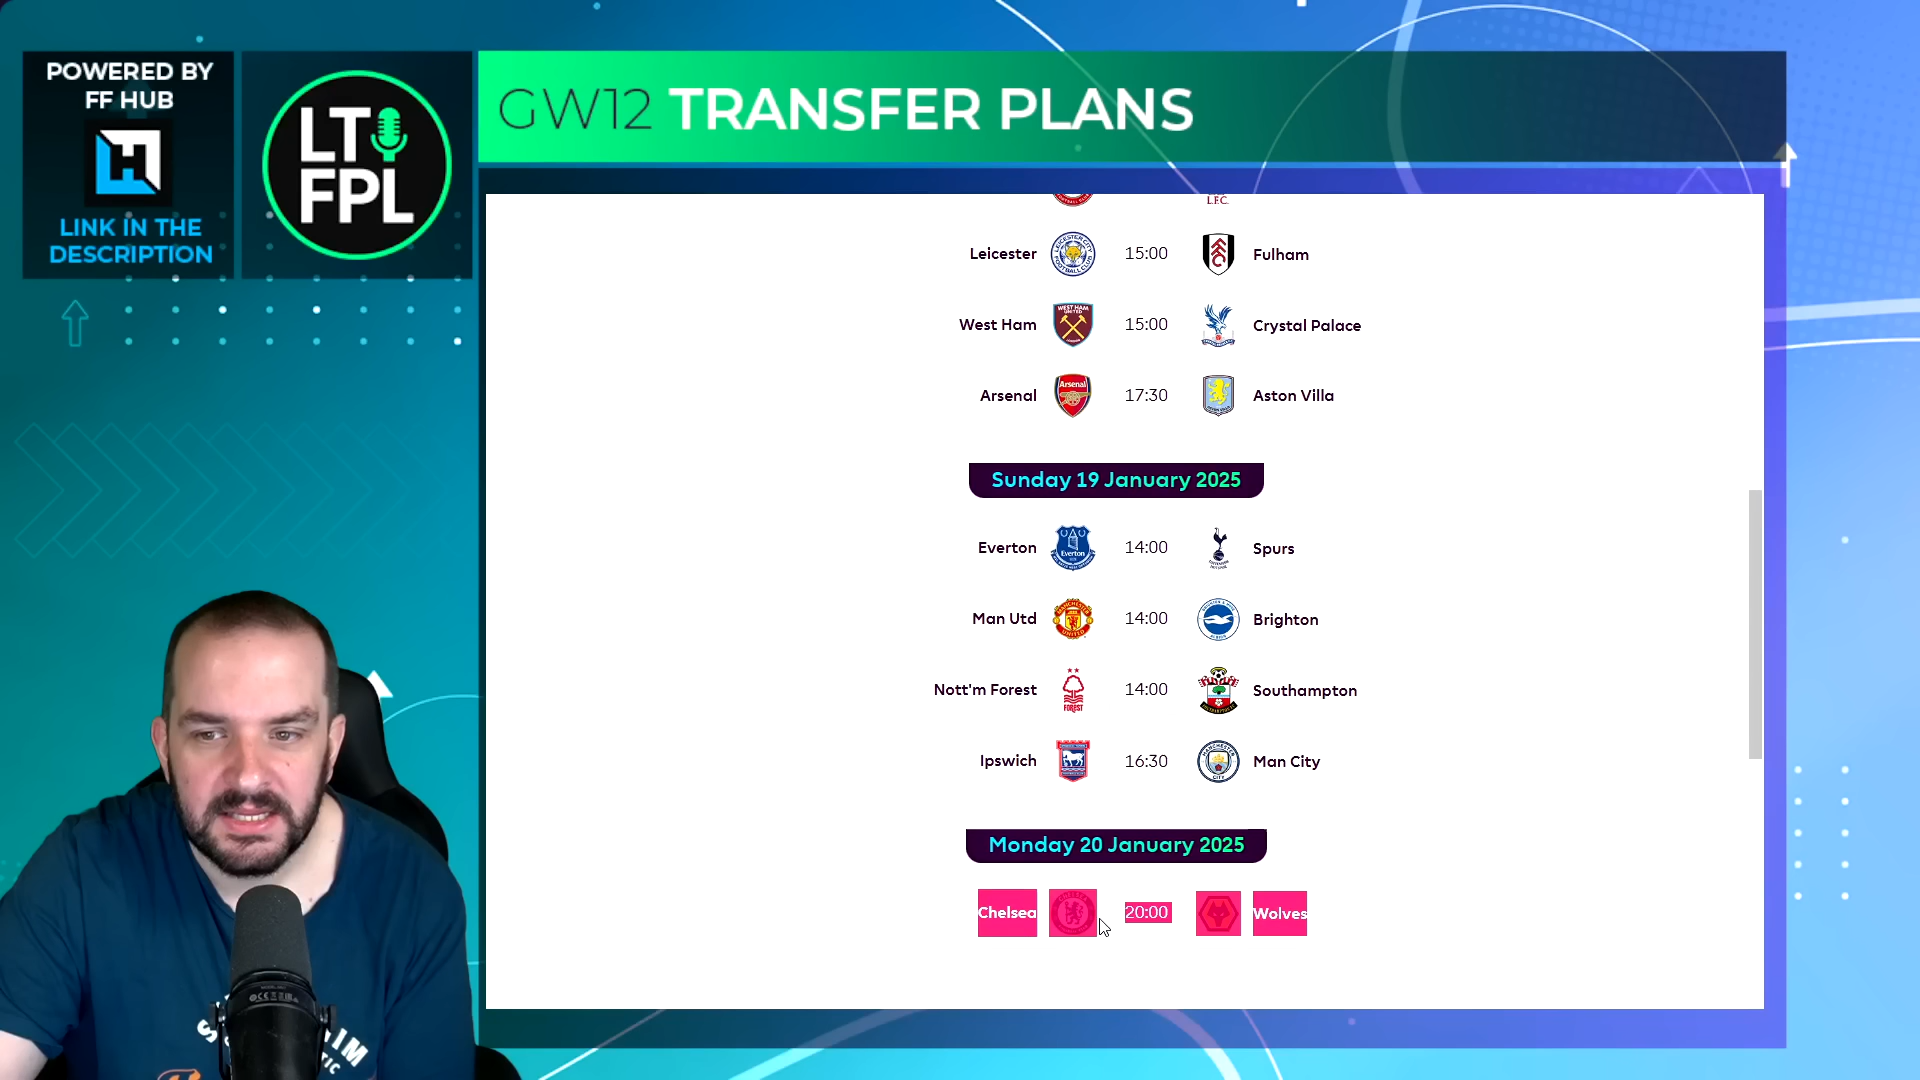 POWERED BY
FF HUB
LINK IN THE
DESCRIPTION
LT
FPL
GW12 TRANSFER PLANS
L.F.C.
Leicester 15:00 Fulham
West Ham 15:00 Crystal Palace
Arsenal 17:30 Aston Villa
Sunday 19 January 2025
Everton 14:00 Spurs
Man Utd 14:00 Brighton
Nott'm Forest 14:00 Southampton
Ipswich 16:30 Man City
Monday 20 January 2025
Chelsea 20:00 Wolves